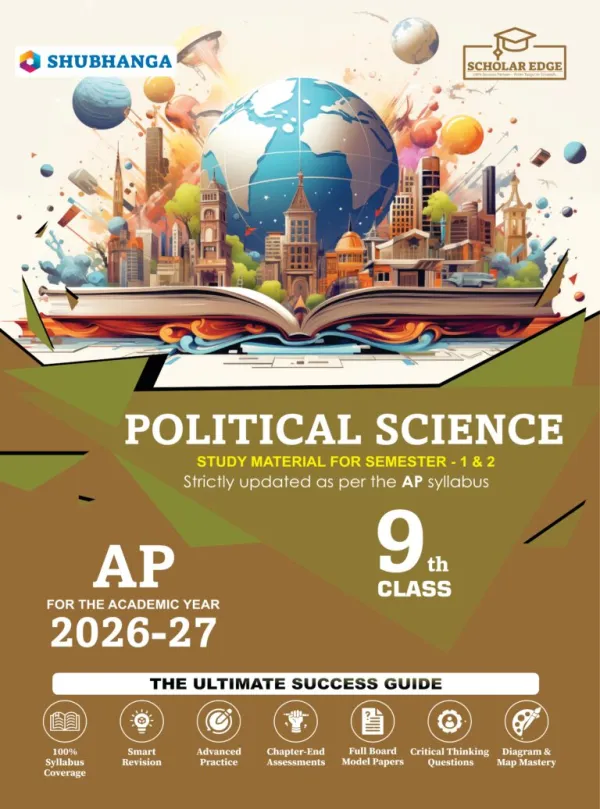 SHUBHANGA
SCHOLAR EDGE
POLITICAL SCIENCE
STUDY MATERIAL FOR SEMESTER - 1 & 2
Strictly updated as per the AP syllabus
9th
CLASS
AP
FOR THE ACADEMIC YEAR
2026-27
THE ULTIMATE SUCCESS GUIDE
100%
Syllabus
Coverage
Smart
Revision
Advanced
Practice
Chapter-End
Assessments
Full Board
Model Papers
Critical Thinking
Questions
Diagram &
Map Mastery